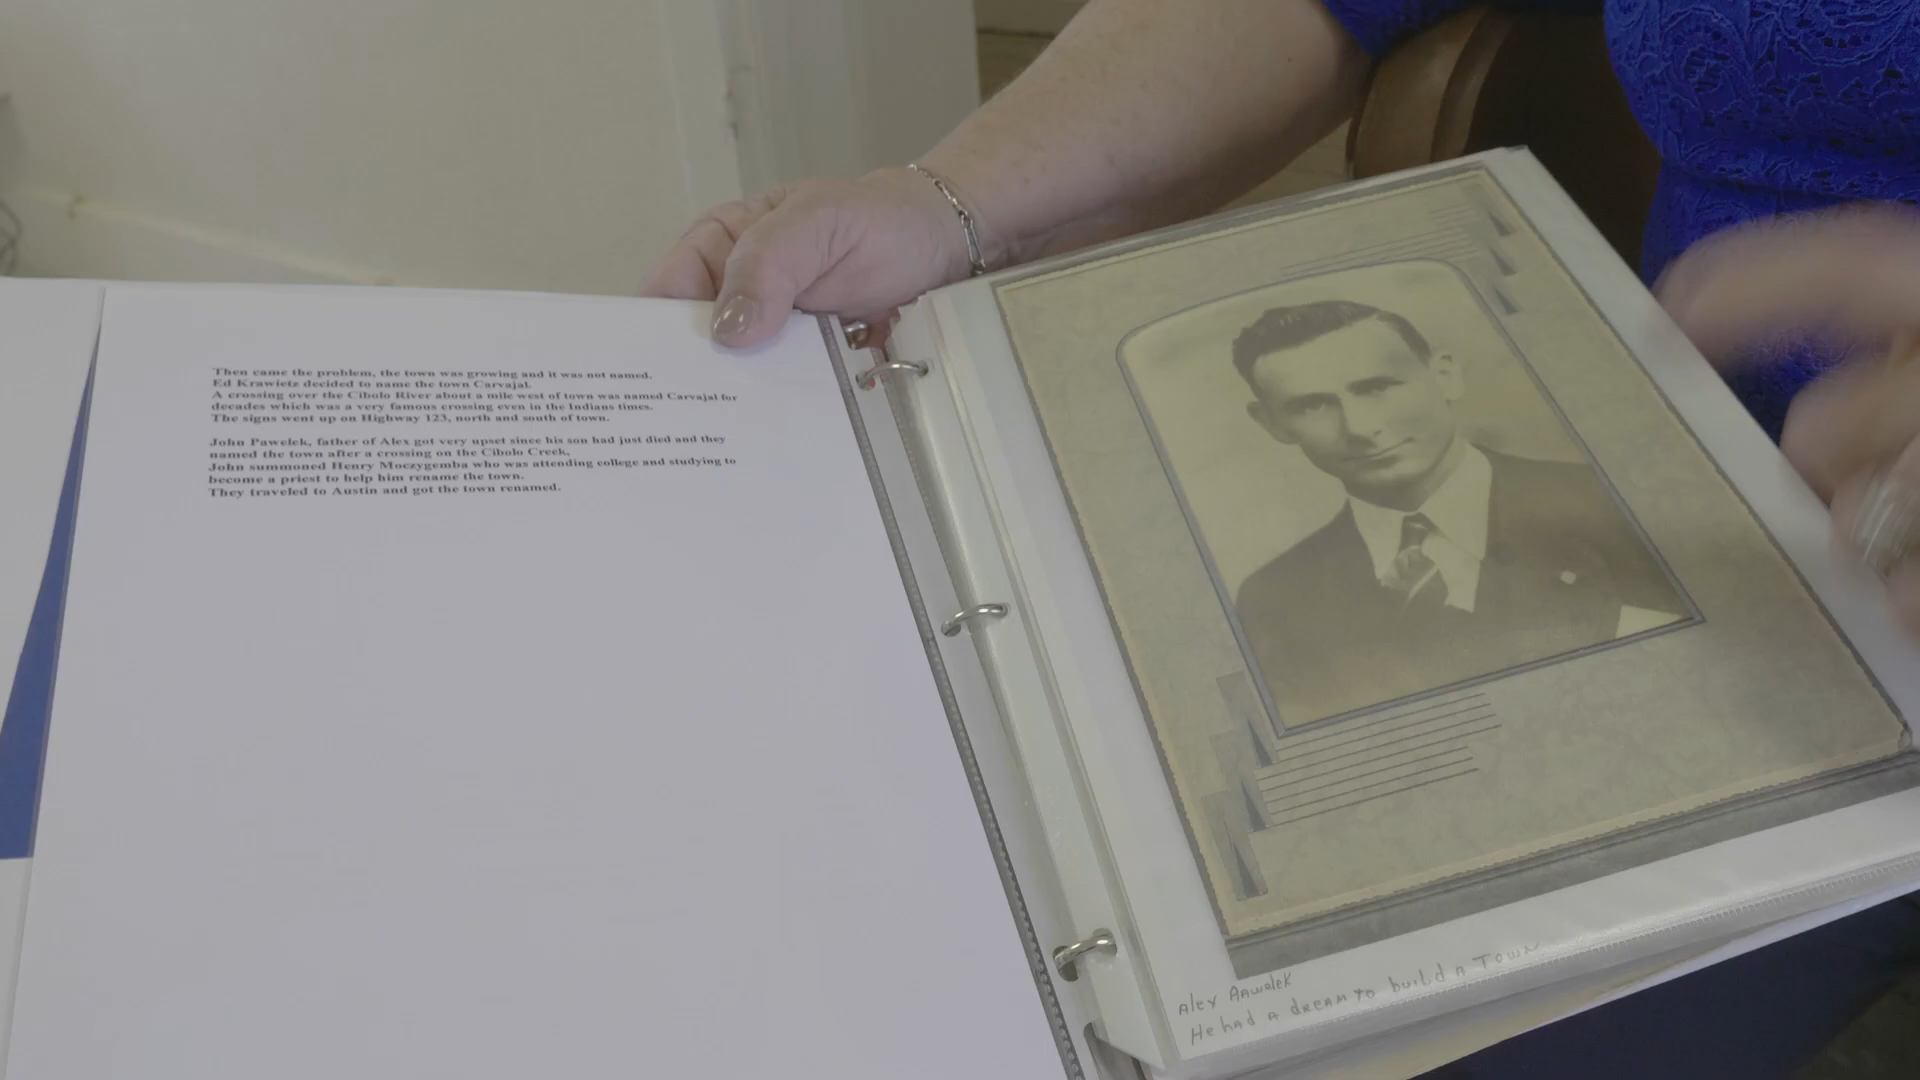 Then came the problem, the town was growing and it was not named.
Ed Krawietz decided to name the town Carvajal.
A crossing over the Cibolo River about a mile west of town was named Carvajal for
decades which was a very famous crossing even in the Indians times.
The signs went up on Highway 123, north and south of town.
John Pawelek, father of Alex got very upset since his son had just died and they
named the town after a crossing on the Cibolo Creek,
John summoned Henry Moczygemba who was attending college and studying to
become a priest to help him rename the town.
They traveled to Austin and got the town renamed.
Alex Pawelek
He had A dream to build A Town